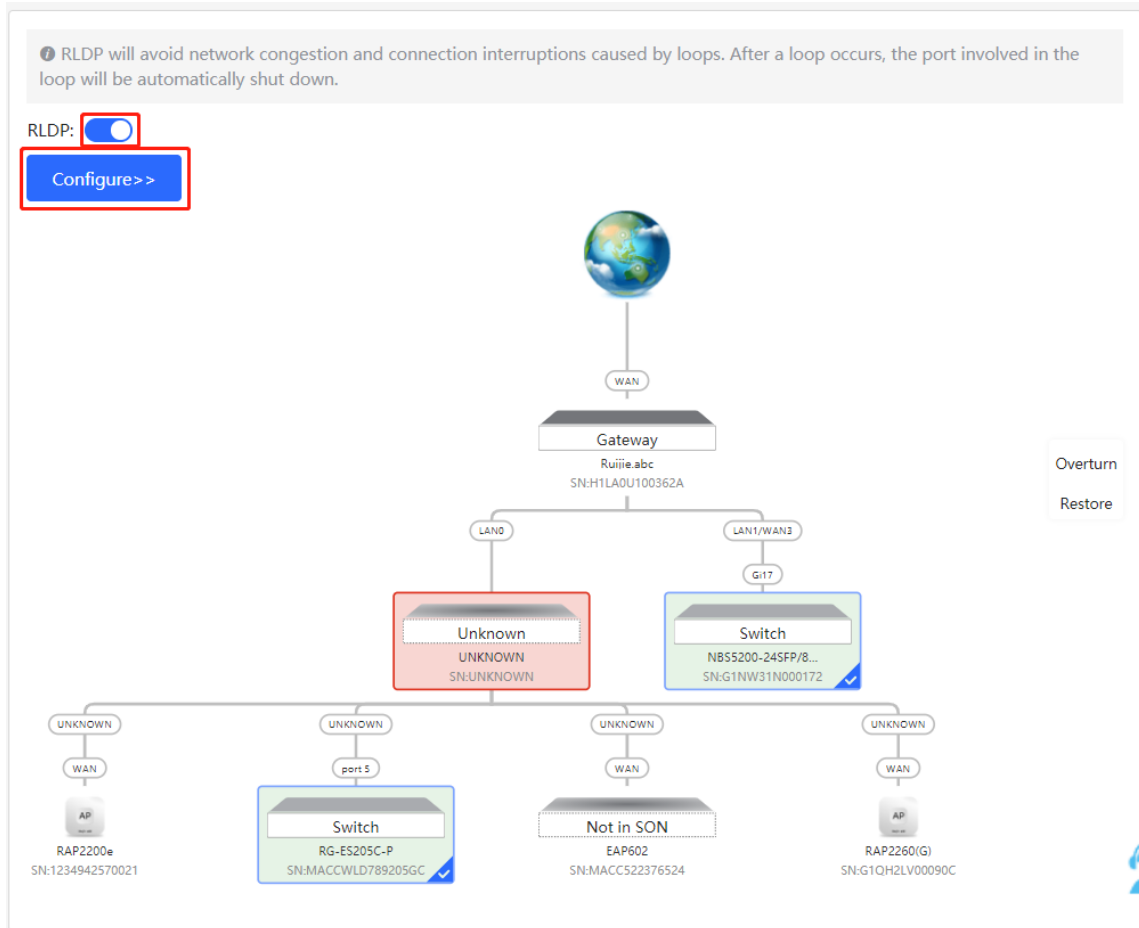 RLDP will avoid network congestion and connection interruptions caused by loops. After a loop occurs, the port involved in the
loop will be automatically shut down.
RLDP:
Configure>>
WAN
Gateway
Ruijie.abc
SN:H1LA0U100362A
Overturn
Restore
LAN0
LAN1/WAN3
Gi17
Unknown
UNKNOWN
SN:UNKNOWN
Switch
NBS5200-24SFP/8...
SN:G1NW31N000172
UNKNOWN
UNKNOWN
UNKNOWN
UNKNOWN
WAN
port 5
WAN
WAN
AP
AP
RAP2200e
SN:1234942570021
Switch
RG-ES205C-P
SN:MACCWLD789205GC
Not in SON
EAP602
SN:MACC522376524
RAP2260(G)
SN:G1QH2LV00090C